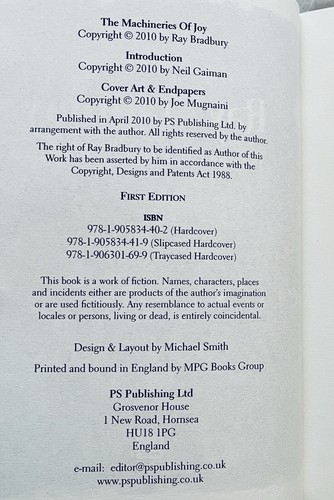 The Machineries Of Joy
Copyright © 2010 by Ray Bradbury
Introduction
Copyright © 2010 by Neil Gaiman
Cover Art & Endpapers
Copyright © 2010 by Joe Mugnaini
Published in April 2010 by PS Publishing Ltd. by
arrangement with the author. All rights reserved by the author.
The right of Ray Bradbury to be identified as Author of this
Work has been asserted by him in accordance with the
Copyright, Designs and Patents Act 1988.
FIRST EDITION
ISBN
978-1-905834-40-2 (Hardcover)
978-1-905834-41-9 (Slipcased Hardcover)
978-1-906301-69-9 (Traycased Hardcover)
This book is a work of fiction. Names, characters, places
and incidents either are products of the author's imagination
or are used fictitiously. Any resemblance to actual events or
locales or persons, living or dead, is entirely coincidental.
Design & Layout by Michael Smith
Printed and bound in England by MPG Books Group
PS Publishing Ltd
Grosvenor House
1 New Road, Hornsea
HU18 1PG
England
e-mail: editor@pspublishing.co.uk
www.pspublishing.co.uk